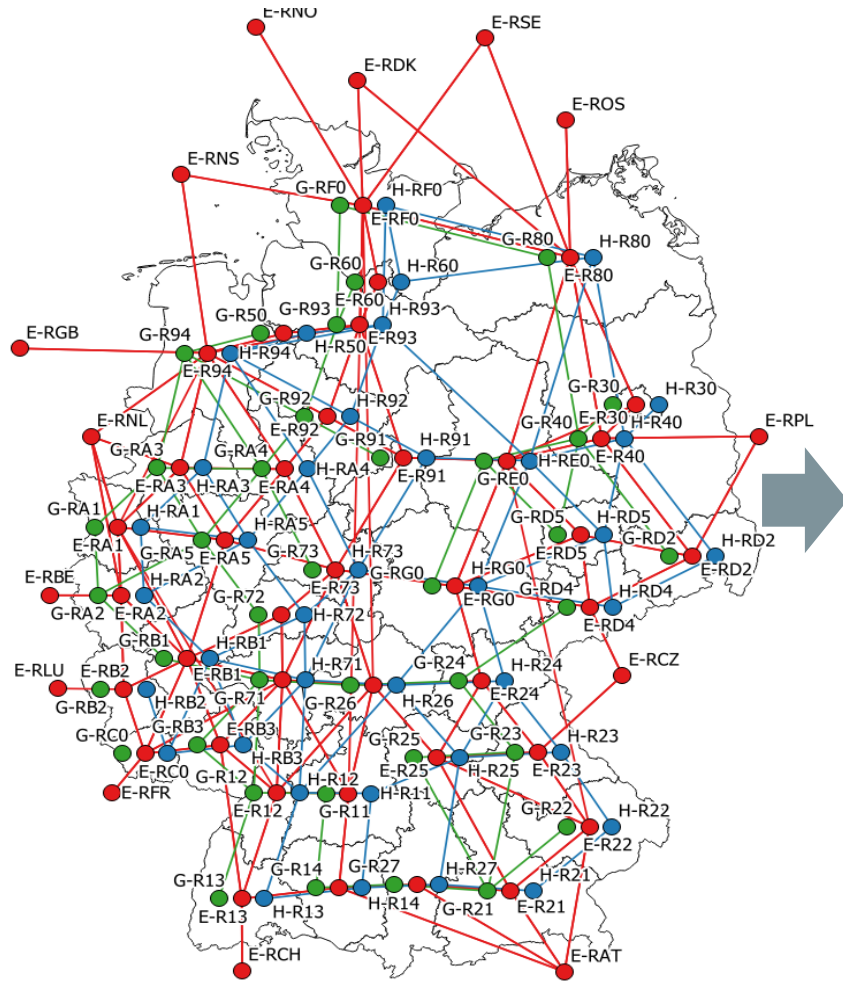 E-RNO
E-RSE
E-RDK
E-ROS
E-RNS
G-RF0
H-RF0
E-RF0
G-R80
H-R80
E-R80
G-R60
H-R60
E-R60
G-R50
G-R93
H-R93
E-RGB
G-R94
H-R94
H-R50
E-R93
E-R94
G-R92
H-R92
G-R30
H-R30
E-RNL
E-R92
G-R40
E-R30
H-R40
E-RPL
G-RA3
G-RA4
G-R91
H-R91
E-R40
E-RA3
H-RA3
E-RA4
H-RA4
E-R91
G-RE0
H-RE0
G-RA1
H-RA1
H-RA5
G-RD5
H-RD5
E-RA1
G-RA5
E-RA5
G-R73
H-R73
E-RD5
G-RD2
H-RD2
E-RD2
E-RBE
H-RA2
E-R73
G-RG0
H-RG0
G-RD4
H-RD4
G-RA2
E-RA2
G-R72
E-RG0
E-RD4
H-R72
G-RB1
H-RB1
E-RLU
E-RB2
E-RB1
H-R71
G-R24
H-R24
E-RCZ
G-RB2
H-RB2
G-R71
G-R26
H-R26
E-R24
G-RC0
G-RB3
E-RB3
G-R25
G-R23
H-R23
E-RC0
H-RB3
E-R25
H-R25
E-R23
E-RFR
G-R12
H-R12
E-R12
G-R11
H-R11
G-R22
H-R22
E-R22
G-R13
G-R14
G-R27
H-R27
H-R21
E-R13
H-R13
H-R14
G-R21
E-R21
E-RCH
E-RAT